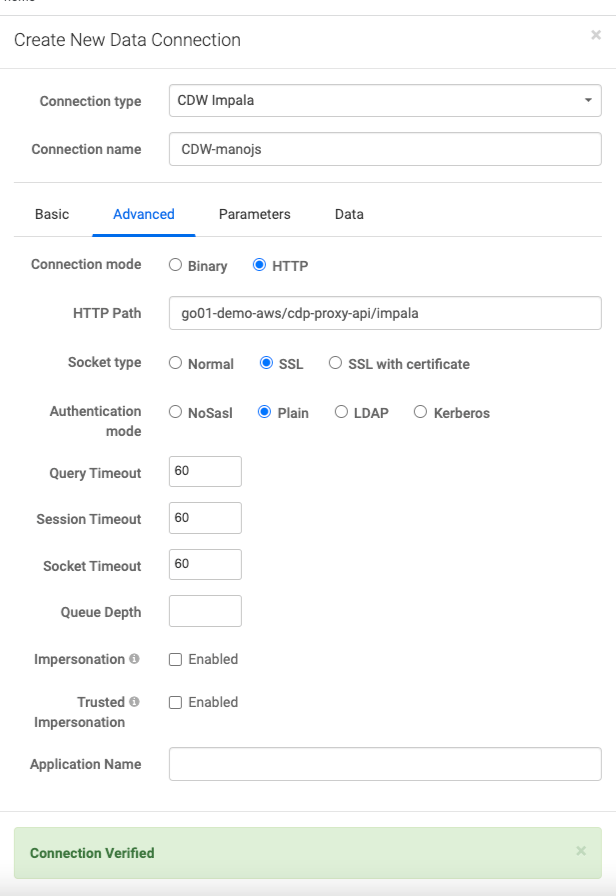 Create New Data Connection ×
Connection type CDW Impala
Connection name CDW-manojs
Basic Advanced Parameters Data
Connection mode Binary HTTP
HTTP Path go01-demo-aws/cdp-proxy-api/impala
Socket type Normal SSL SSL with certificate
Authentication
mode NoSasl Plain LDAP Kerberos
Query Timeout 60
Session Timeout 60
Socket Timeout 60
Queue Depth
Impersonation Enabled
Trusted
Impersonation Enabled
Application Name
Connection Verified ×